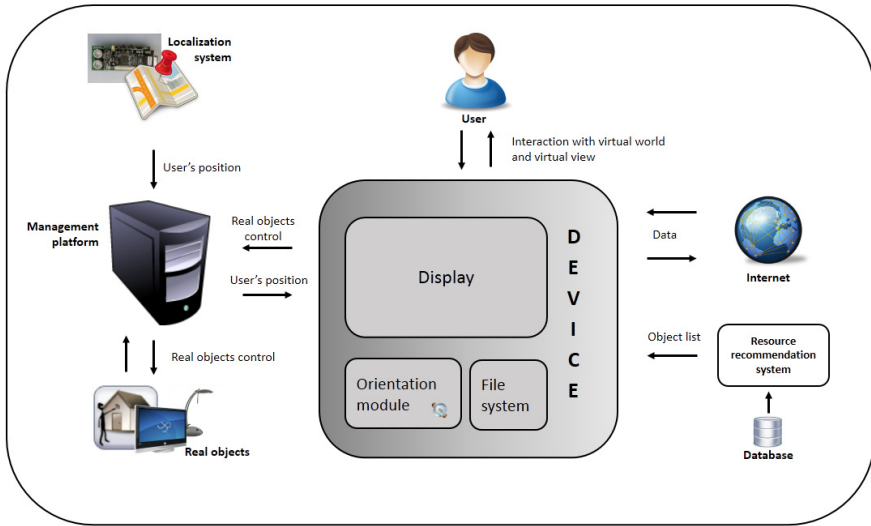 Localization
system
User
Interaction with virtual world
and virtual view
User's position
Management
platform
Real objects
control
User's position
Real objects control
Real objects
Display
Orientation
module
File
system
D
E
V
I
C
E
Data
Internet
Object list
Resource
recommendation
system
Database